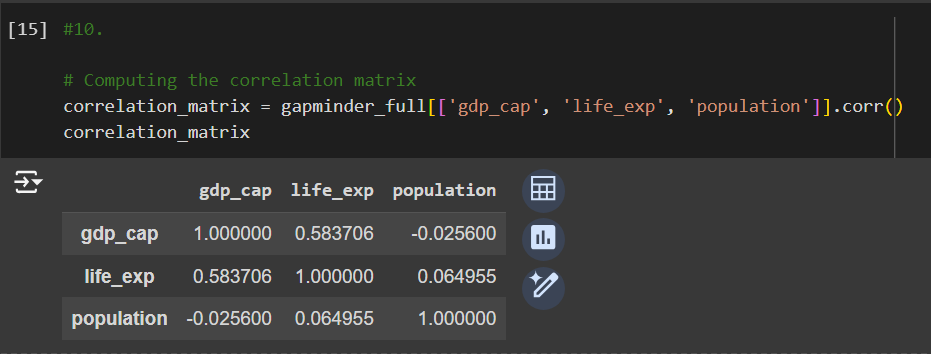 [15] #10.
# Computing the correlation matrix
correlation_matrix = gapminder_full[['gdp_cap', 'life_exp', 'population']].corr()
correlation_matrix
gdp_cap life_exp population
gdp_cap 1.000000 0.583706 -0.025600
life_exp 0.583706 1.000000 0.064955
population -0.025600 0.064955 1.000000